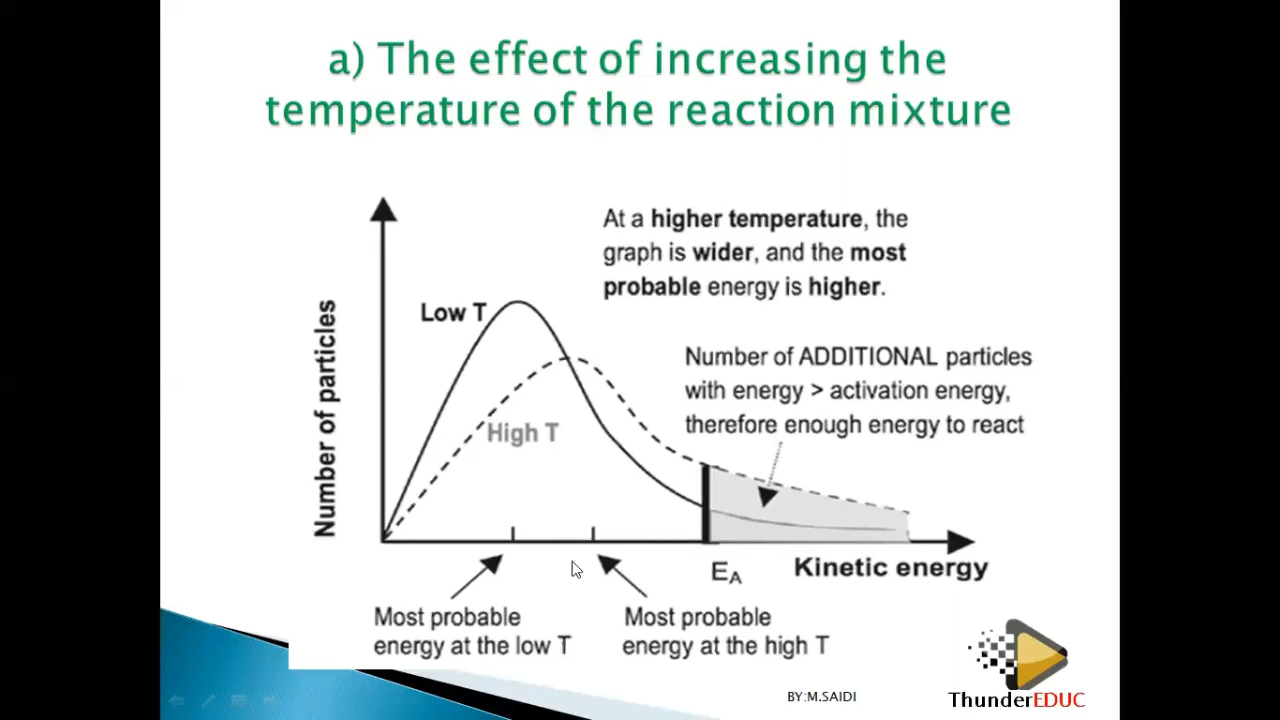 a) The effect of increasing the
temperature of the reaction mixture
At a higher temperature, the
graph is wider, and the most
probable energy is higher.
Low T
Number of ADDITIONAL particles
with energy > activation energy,
therefore enough energy to react
High T
Number of particles
EA
Kinetic energy
Most probable
energy at the low T
Most probable
energy at the high T
BY:M.SAIDI
ThunderEDUC